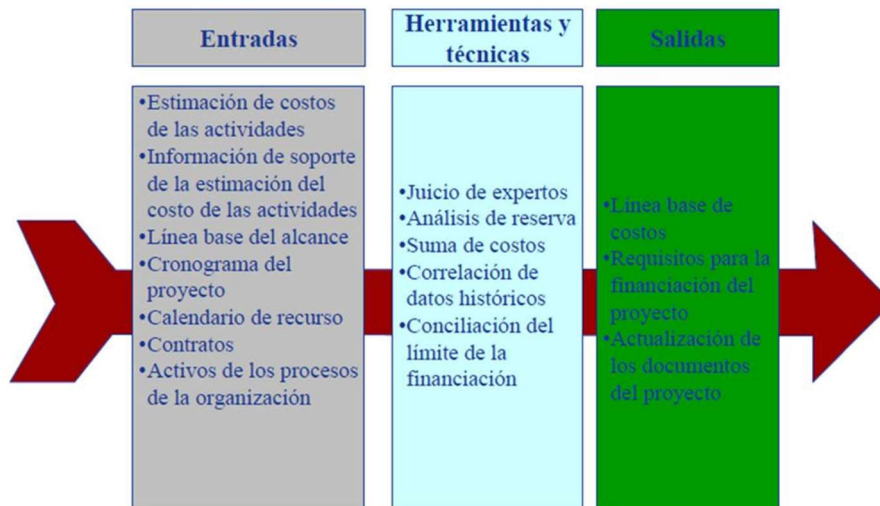 Entradas
•Estimación de costos
de las actividades
•Información de soporte
de la estimación del
costo de las actividades
•Línea base del alcance
•Cronograma del
proyecto
•Calendario de recurso
•Contratos
•Activos de los procesos
de la organización
Herramientas y
técnicas
•Juicio de expertos
•Análisis de reserva
•Suma de costos
•Correlación de
datos históricos
•Conciliación del
límite de la
financiación
Salidas
•Línea base de
costos
•Requisitos para la
financiación del
proyecto
•Actualización de
los documentos
del proyecto